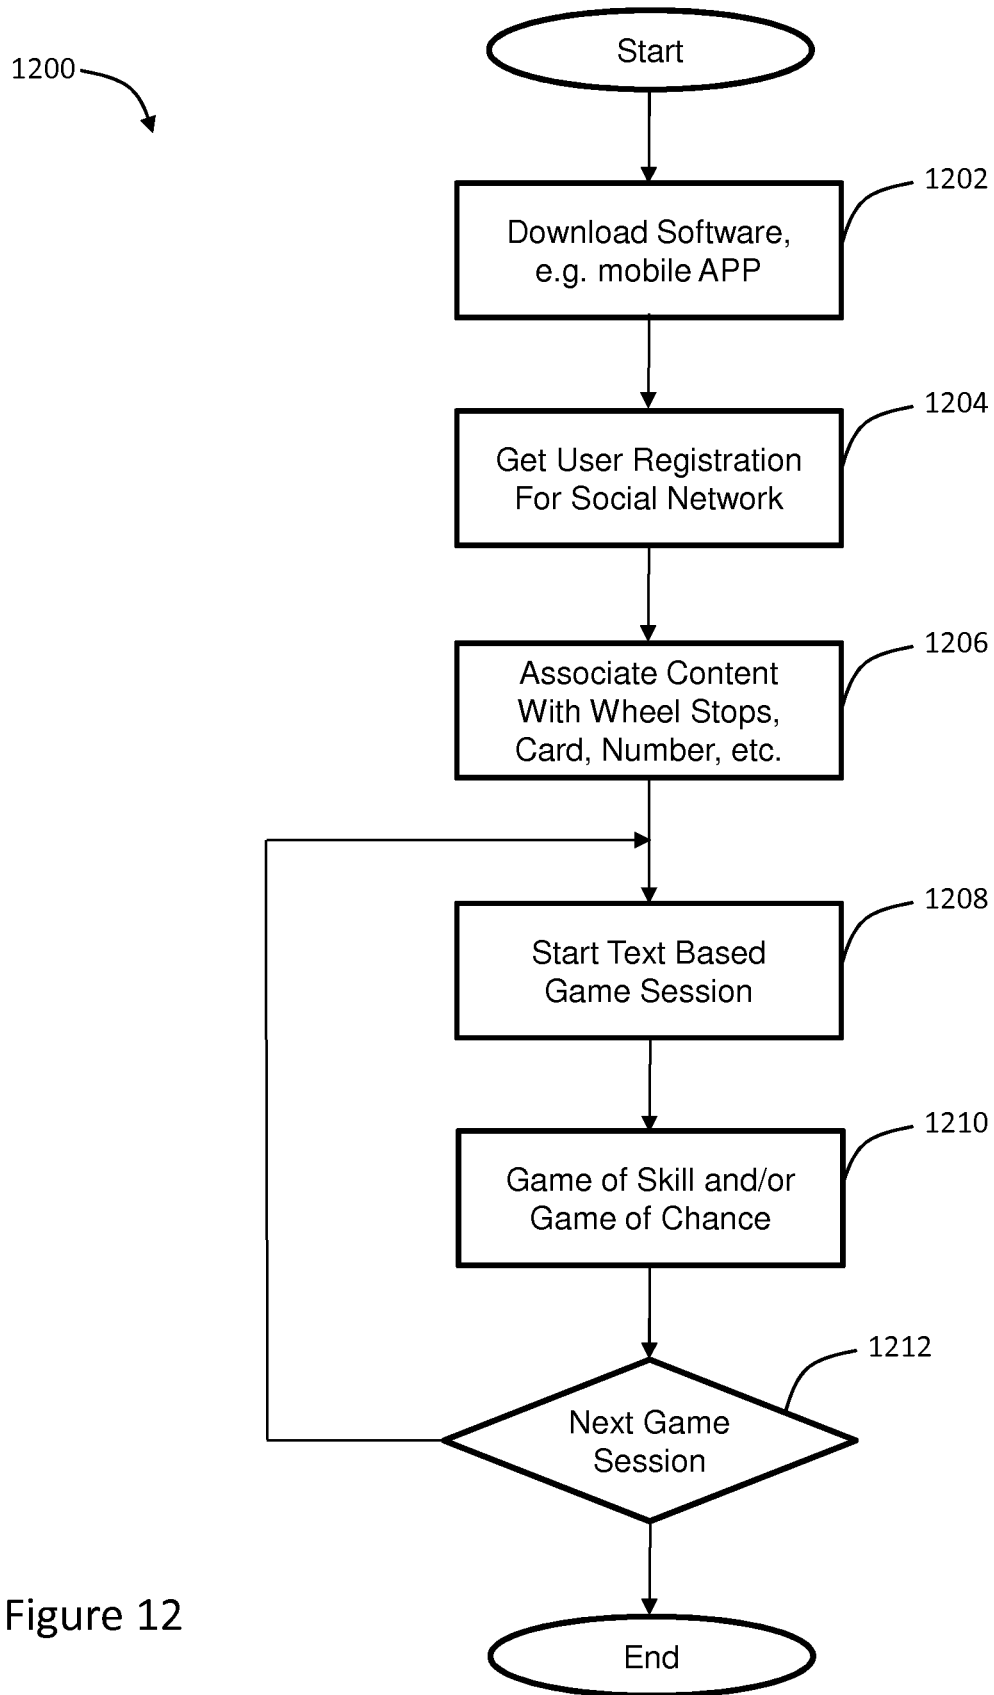 Start
1200
1202
Download Software,
e.g. mobile APP
1204
Get User Registration
For Social Network
1206
Associate Content
With Wheel Stops,
Card, Number, etc.
1208
Start Text Based
Game Session
1210
Game of Skill and/or
Game of Chance
1212
Next Game
Session
Figure 12
End